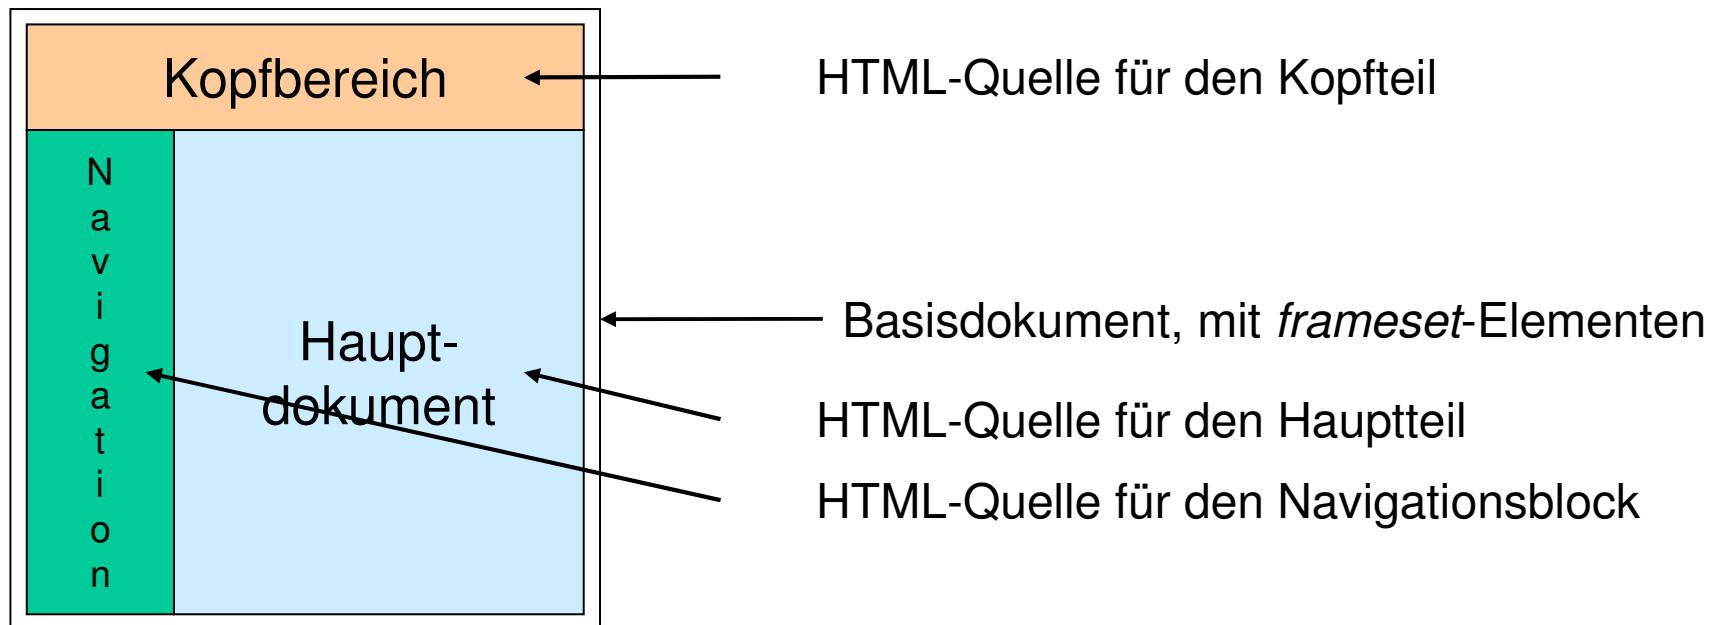 Kopfbereich
HTML-Quelle für den Kopfteil
Navigation
Haupt-
dokument
Basisdokument, mit frameset-Elementen
HTML-Quelle für den Hauptteil
HTML-Quelle für den Navigationsblock